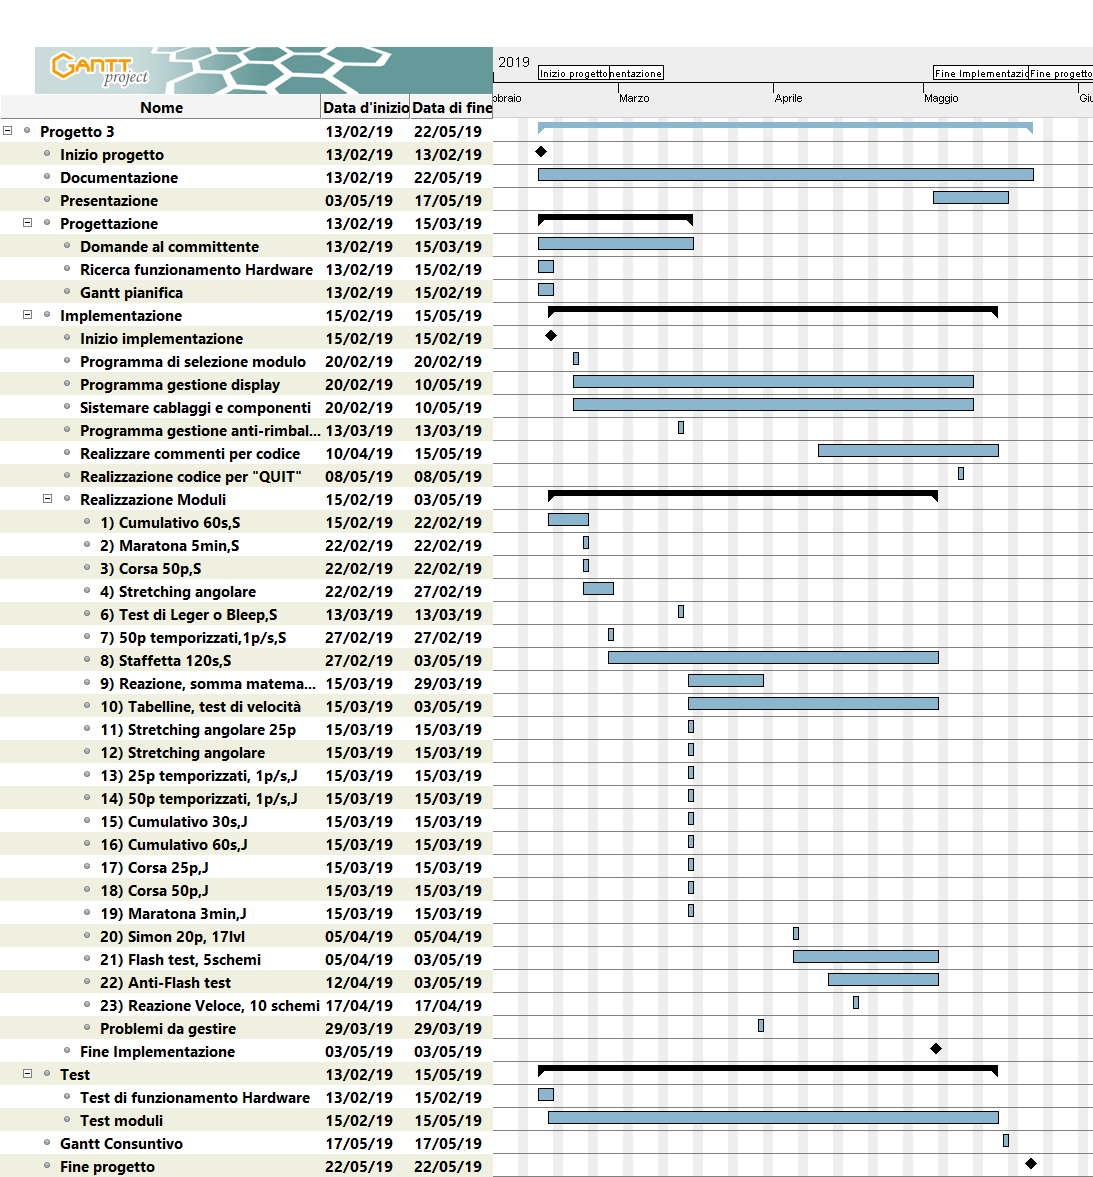 GANTT project
2019
Inizio progetto nentazione Fine Implementazio Fine progetto
bbraio Marzo Aprile Maggio Giu
Nome Data d'inizio Data di fine
Progetto 3 13/02/19 22/05/19
Inizio progetto 13/02/19 13/02/19
Documentazione 13/02/19 22/05/19
Presentazione 03/05/19 17/05/19
Progettazione 13/02/19 15/03/19
Domande al committente 13/02/19 15/03/19
Ricerca funzionamento Hardware 13/02/19 15/02/19
Gantt pianifica 13/02/19 15/02/19
Implementazione 15/02/19 15/05/19
Inizio implementazione 15/02/19 15/02/19
Programma di selezione modulo 20/02/19 20/02/19
Programma gestione display 20/02/19 10/05/19
Sistemare cablaggi e componenti 20/02/19 10/05/19
Programma gestione anti-rimbal... 13/03/19 13/03/19
Realizzare commenti per codice 10/04/19 15/05/19
Realizzazione codice per "QUIT" 08/05/19 08/05/19
Realizzazione Moduli 15/02/19 03/05/19
1) Cumulativo 60s,S 15/02/19 22/02/19
2) Maratona 5min,S 22/02/19 22/02/19
3) Corsa 50p,S 22/02/19 22/02/19
4) Stretching angolare 22/02/19 27/02/19
6) Test di Leger o Bleep,S 13/03/19 13/03/19
7) 50p temporizzati,1p/s,S 27/02/19 27/02/19
8) Staffetta 120s,S 27/02/19 03/05/19
9) Reazione, somma matema... 15/03/19 29/03/19
10) Tabelline, test di velocità 15/03/19 03/05/19
11) Stretching angolare 25p 15/03/19 15/03/19
12) Stretching angolare 15/03/19 15/03/19
13) 25p temporizzati, 1p/s,J 15/03/19 15/03/19
14) 50p temporizzati, 1p/s,J 15/03/19 15/03/19
15) Cumulativo 30s,J 15/03/19 15/03/19
16) Cumulativo 60s,J 15/03/19 15/03/19
17) Corsa 25p,J 15/03/19 15/03/19
18) Corsa 50p,J 15/03/19 15/03/19
19) Maratona 3min,J 15/03/19 15/03/19
20) Simon 20p, 17lvl 05/04/19 05/04/19
21) Flash test, 5schemi 05/04/19 03/05/19
22) Anti-Flash test 12/04/19 03/05/19
23) Reazione Veloce, 10 schemi 17/04/19 17/04/19
Problemi da gestire 29/03/19 29/03/19
Fine Implementazione 03/05/19 03/05/19
Test 13/02/19 15/05/19
Test di funzionamento Hardware 13/02/19 15/02/19
Test moduli 15/02/19 15/05/19
Gantt Consuntivo 17/05/19 17/05/19
Fine progetto 22/05/19 22/05/19